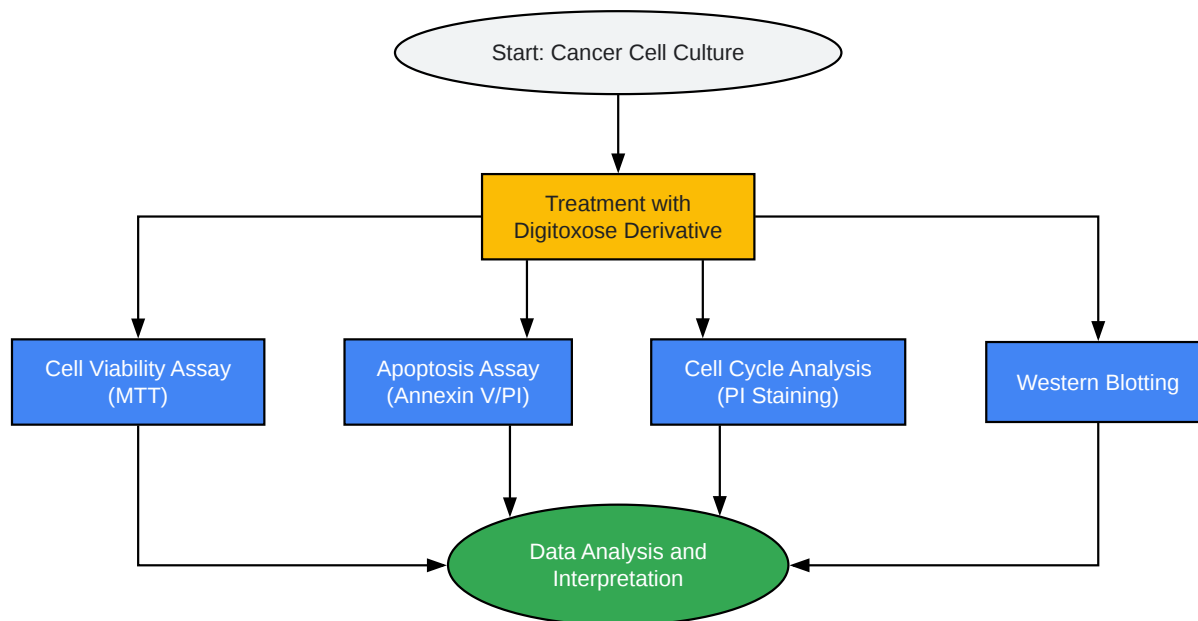 Start: Cancer Cell Culture
Treatment with
Digitoxose Derivative
Cell Viability Assay
(MTT)
Apoptosis Assay
(Annexin V/PI)
Cell Cycle Analysis
(PI Staining)
Western Blotting
Data Analysis and
Interpretation